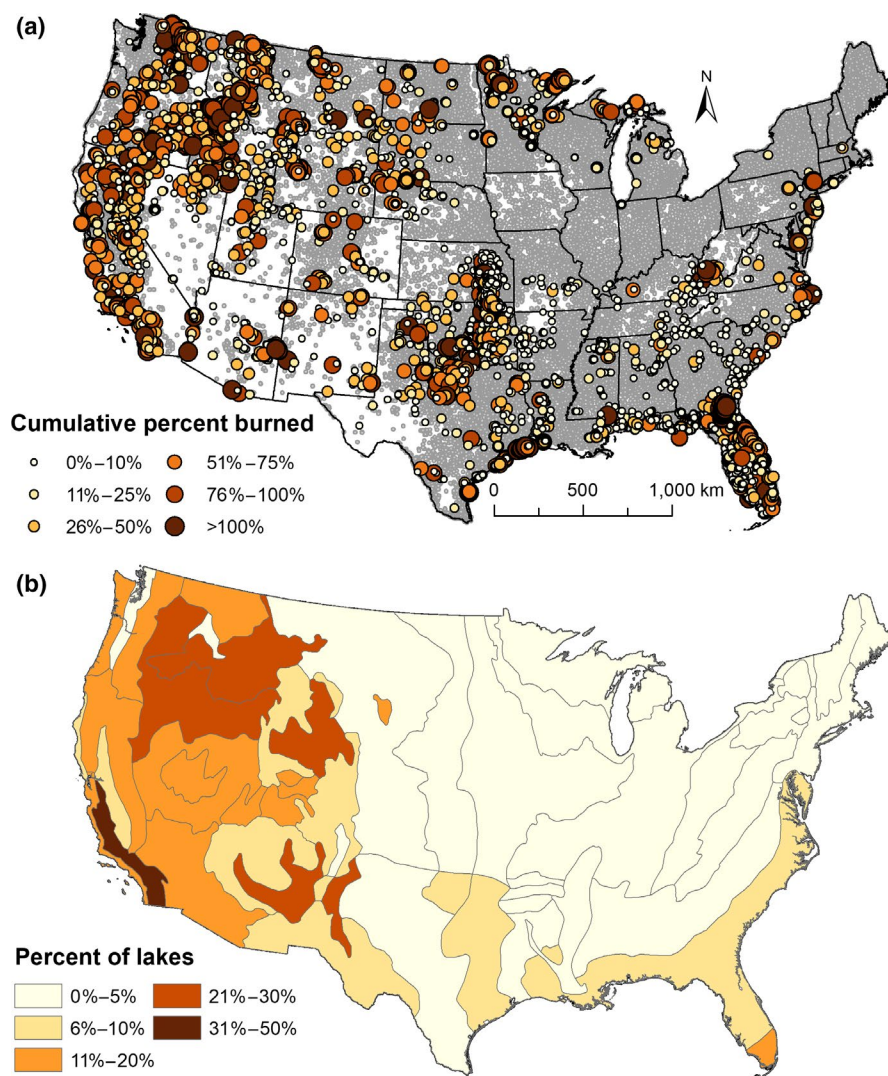 (a)
N
Cumulative percent burned
0%–10% 51%–75%
11%–25% 76%–100%
26%–50% >100%
0 500 1,000 km
(b)
Percent of lakes
0%–5% 21%–30%
6%–10% 31%–50%
11%–20%